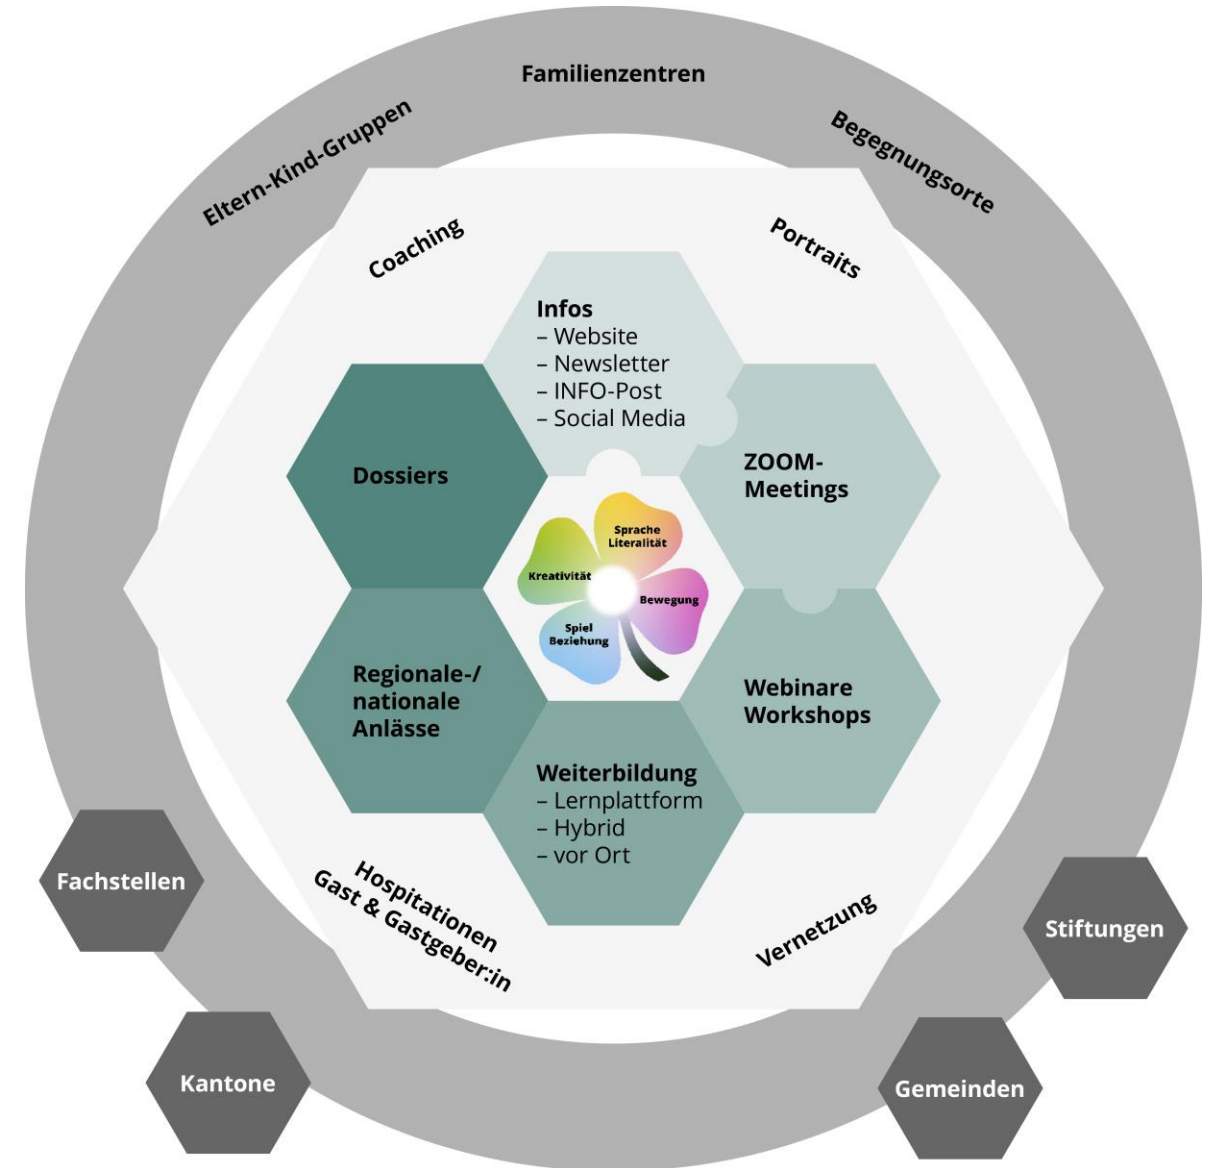 Familienzentren
Eltern-Kind-Gruppen
Begegnungsorte
Coaching
Portraits
Infos
– Website
– Newsletter
– INFO-Post
– Social Media
Dossiers
ZOOM-
Meetings
Sprache
Literalität
Kreativität
Bewegung
Spiel
Beziehung
Regionale-/
nationale
Anlässe
Webinare
Workshops
Weiterbildung
– Lernplattform
– Hybrid
– vor Ort
Hospitationen
Gast & Gastgeber:in
Vernetzung
Fachstellen
Stiftungen
Kantone
Gemeinden